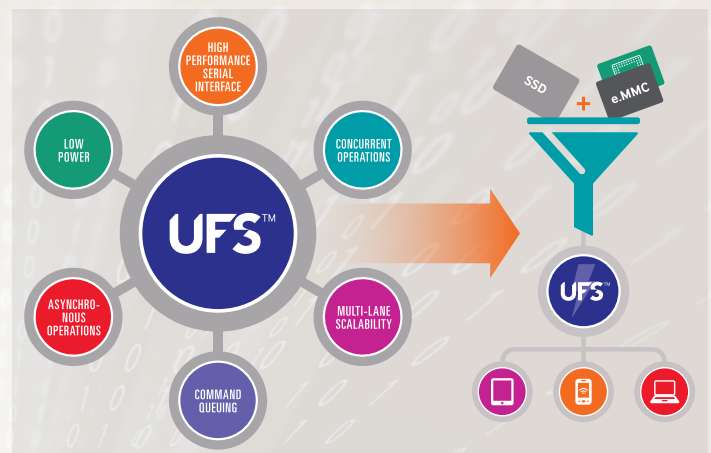 HIGH
PERFORMANCE
SERIAL
INTERFACE
LOW
POWER
CONCURRENT
OPERATIONS
UFS™
ASYNCHRO-
NOUS
OPERATIONS
MULTI-LANE
SCALABILITY
COMMAND
QUEUING
SSD
+
e.MMC
UFS™